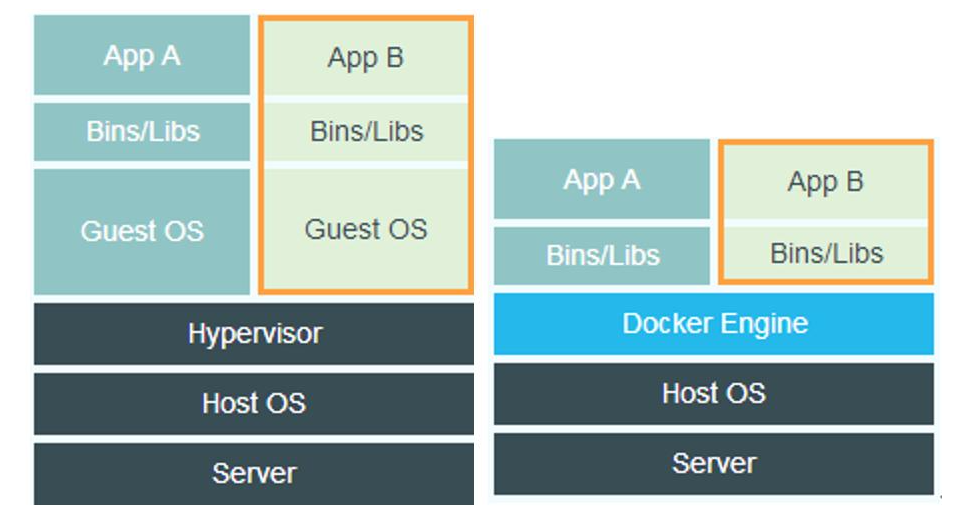 App A
App B
Bins/Libs
Bins/Libs
Guest OS
Guest OS
Hypervisor
Host OS
Server
App A
App B
Bins/Libs
Bins/Libs
Docker Engine
Host OS
Server